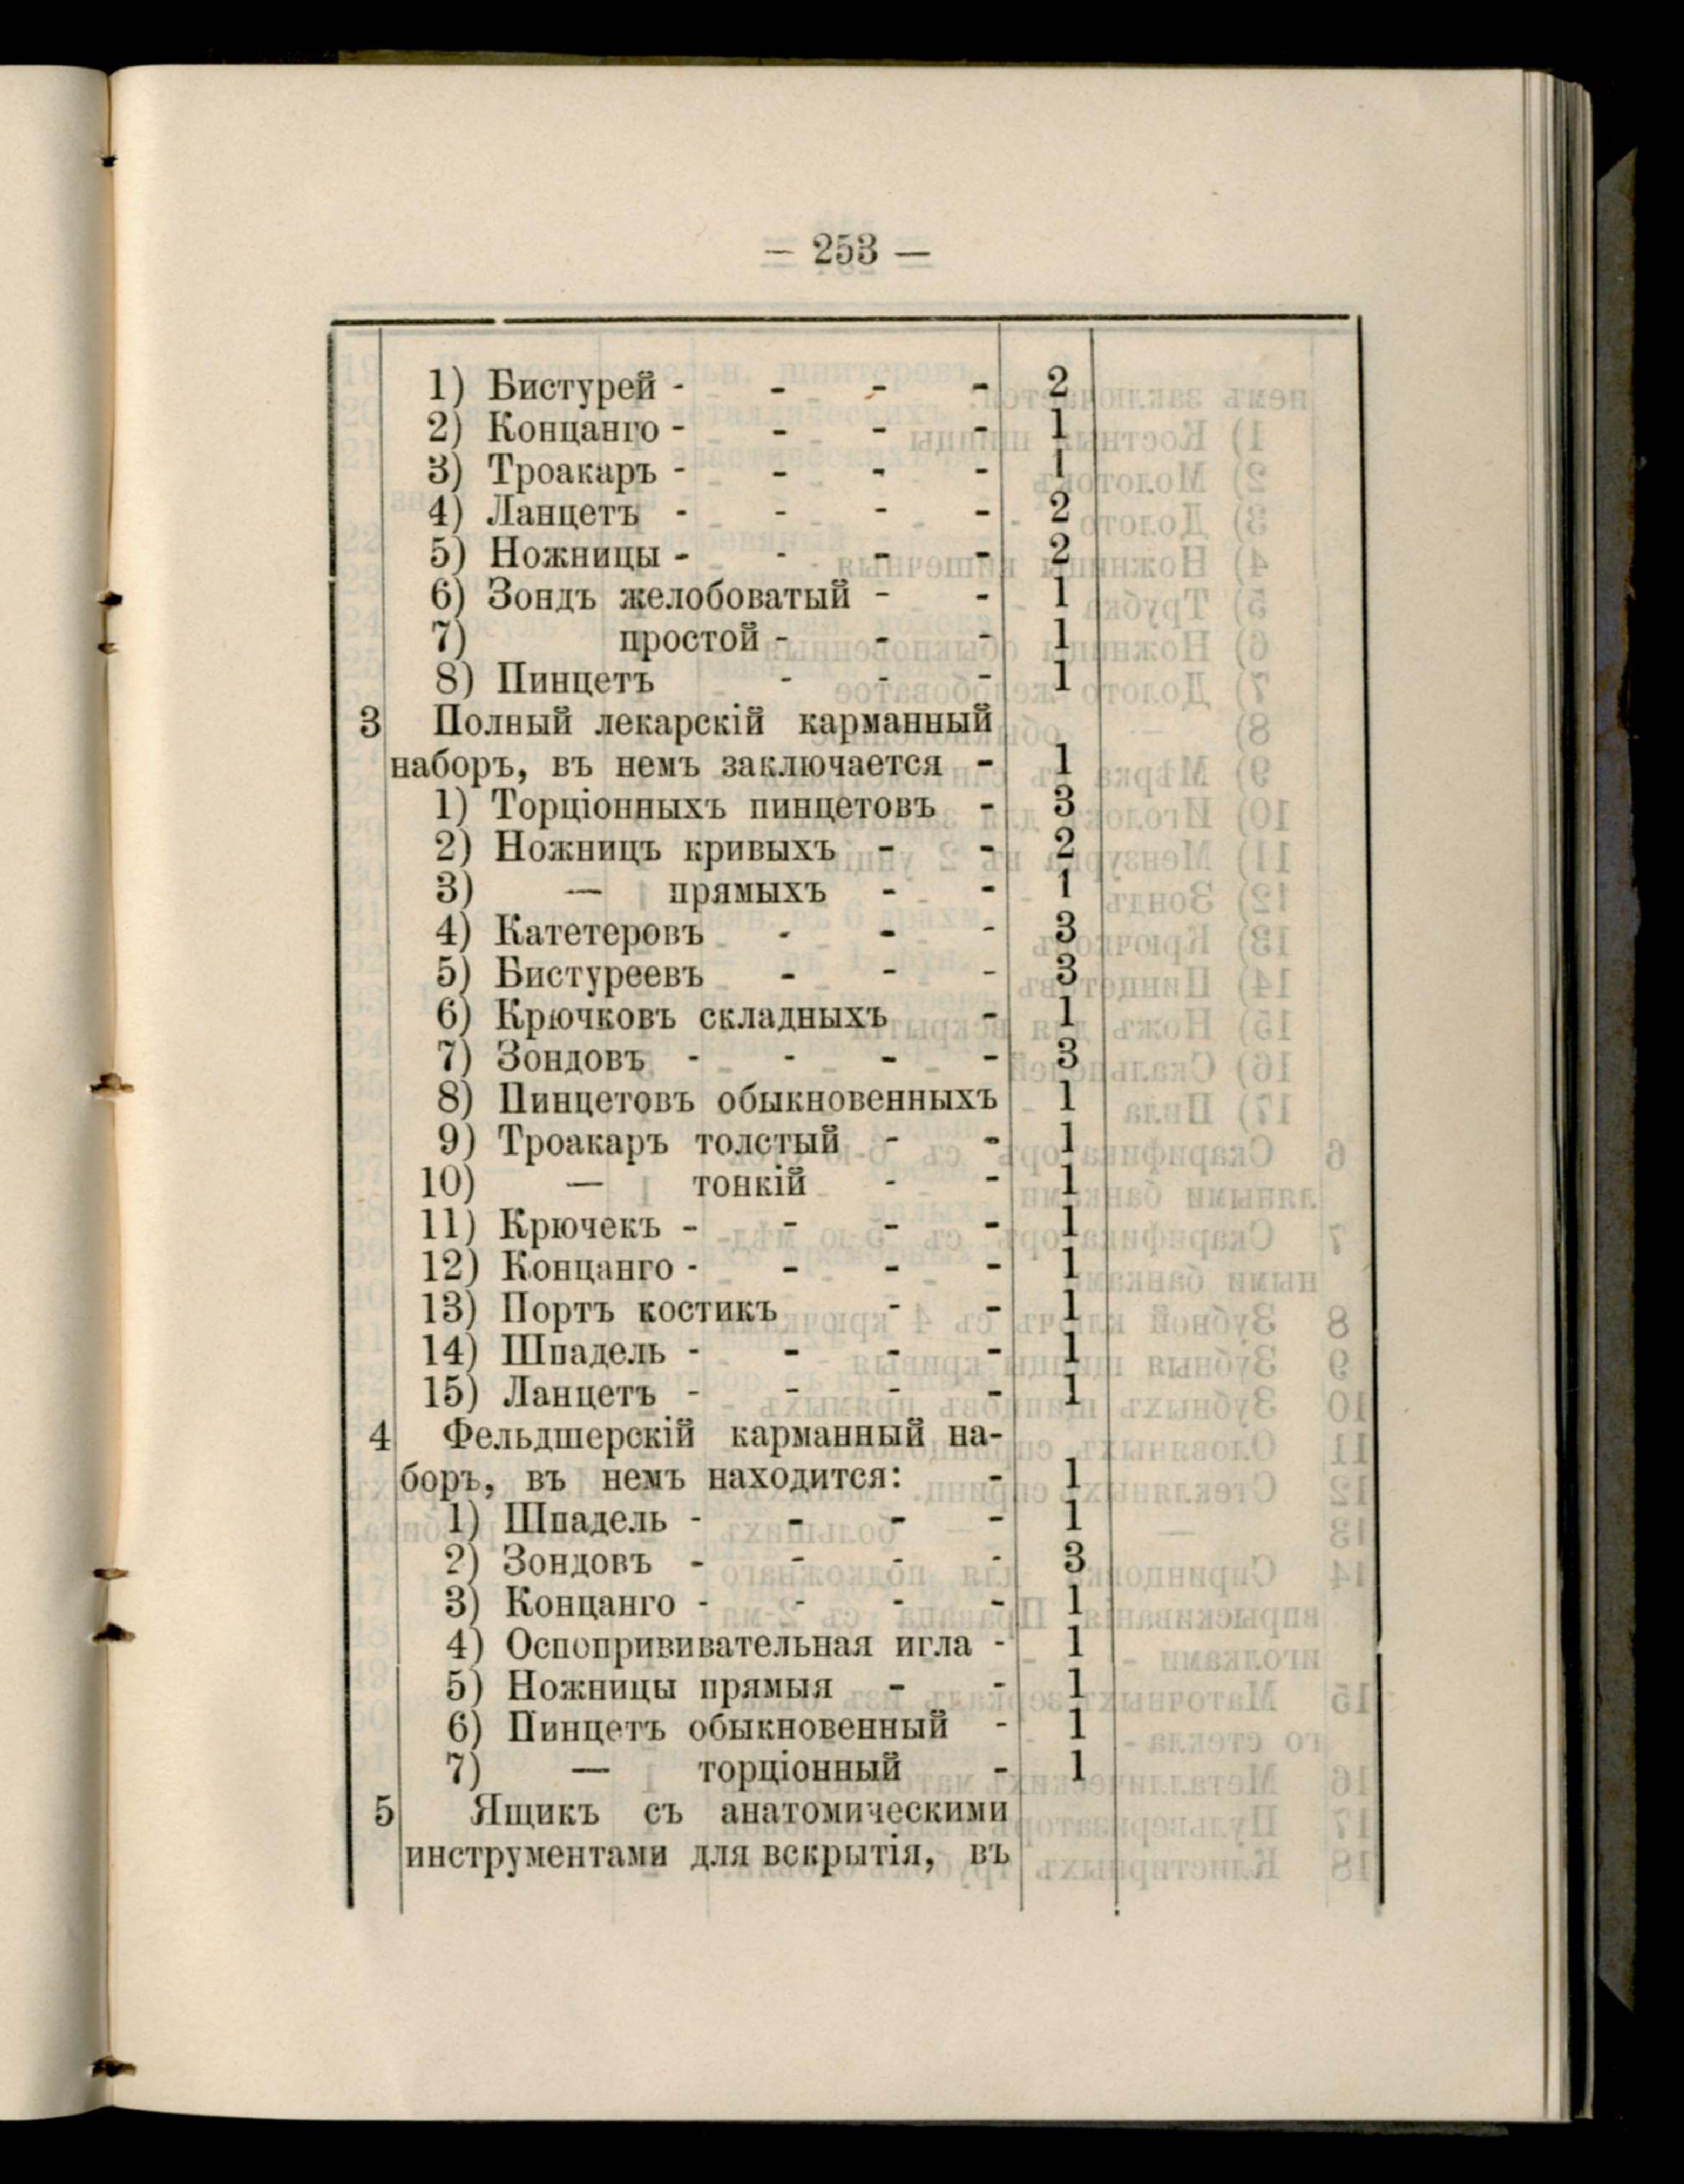 — 253 —
1) Бистурей - - - - 2
2) Концанго - - - - 1
3) Троакаръ - - - - 1
4) Ланцетъ - - - - 2
5) Ножницы - - - - 2
6) Зондъ желобоватый - - 1
7) простой - - - 1
8) Пинцетъ - - - 1
3 Полный лекарскій карманный
наборъ, въ немъ заключается - 1
1) Торціонныхъ пинцетовъ - 3
2) Ножницъ кривыхъ - - 2
3) — прямыхъ - - 1
4) Катетеровъ - - - 3
5) Бистуреевъ - - - 3
6) Крючковъ складныхъ - 1
7) Зондовъ - - - - 3
8) Пинцетовъ обыкновенныхъ 1
9) Троакаръ толстый - - 1
10) — тонкій - - 1
11) Крючекъ - - - - 1
12) Концанго - - - - 1
13) Портъ костикъ - - 1
14) Шпадель - - - - 1
15) Ланцетъ - - - - 1
4 Фельдшерскій карманный на-
боръ, въ немъ находится: - 1
1) Шпадель - - - - 1
2) Зондовъ - - - - 3
3) Концанго - - - - 1
4) Оспопрививательная игла - 1
5) Ножницы прямыя - - 1
6) Пинцетъ обыкновенный - 1
7) — торціонный - 1
5 Ящикъ съ анатомическими
инструментами для вскрытія, въ